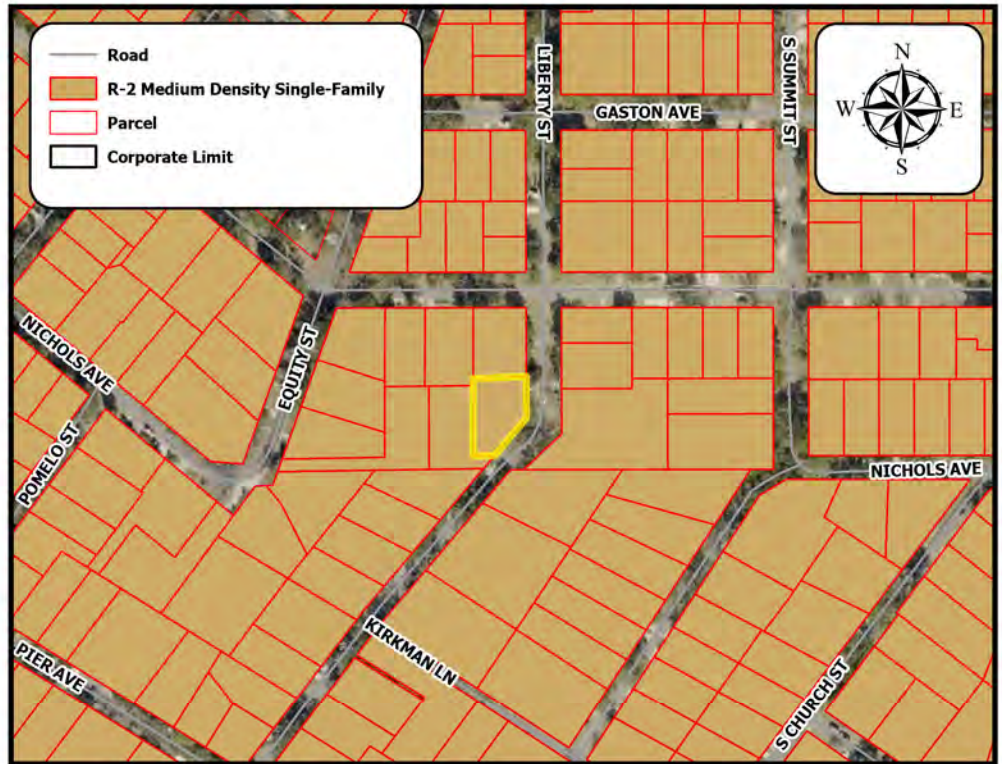 Road
R-2 Medium Density Single-Family
Parcel
Corporate Limit
N
W
E
S
LIBERTY ST
S SUMMIT ST
GASTON AVE
NICHOLS AVE
EQUITY ST
POMELO ST
NICHOLS AVE
KIRKMAN LN
PIER AVE
S CHURCH ST